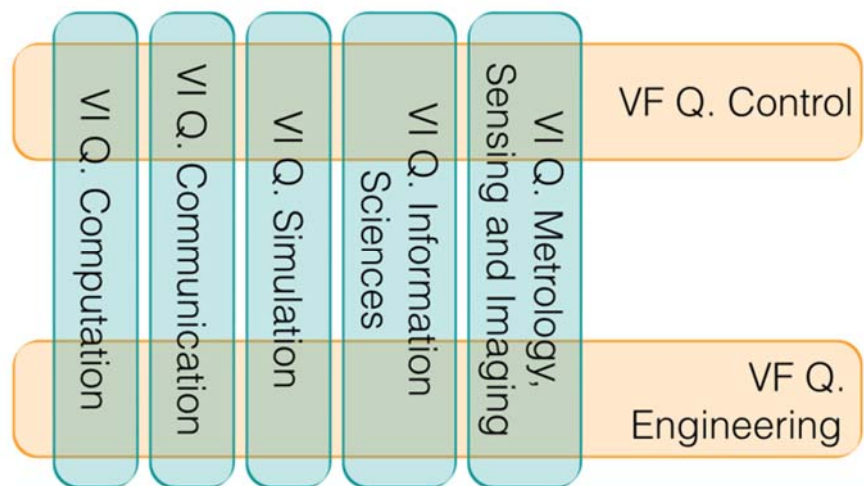 VI Q. Computation
VI Q. Communication
VI Q. Simulation
VI Q. Information
Sciences
VI Q. Metrology,
Sensing and Imaging
VF Q. Control
VF Q.
Engineering